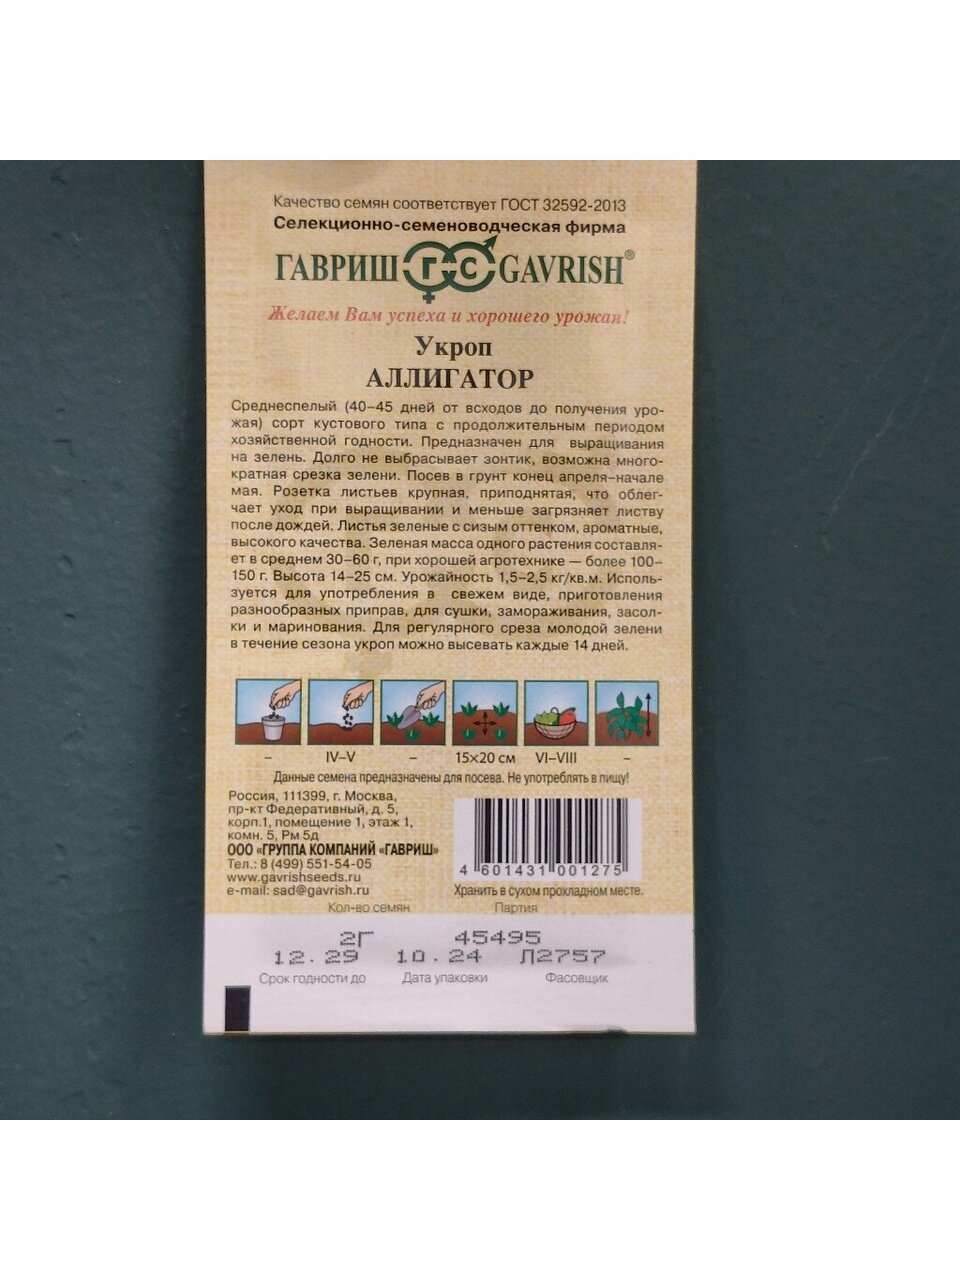 Качество семян соответствует ГОСТ 32592-2013
Селекционно-семеноводческая фирма
ГАВРИШ ГС GAVRISH®
Желаем Вам успеха и хорошего урожая!
Укроп
АЛЛИГАТОР
Среднеспелый (40–45 дней от всходов до получения уро-
жая) сорт кустового типа с продолжительным периодом
хозяйственной годности. Предназначен для выращивания
на зелень. Долго не выбрасывает зонтик, возможна много-
кратная срезка зелени. Посев в грунт конец апреля–начале
мая. Розетка листьев крупная, приподнятая, что облег-
чает уход при выращивании и меньше загрязняет листву
после дождей. Листья зеленые с сизым оттенком, ароматные,
высокого качества. Зеленая масса одного растения составля-
ет в среднем 30–60 г, при хорошей агротехнике — более 100–
150 г. Высота 14–25 см. Урожайность 1,5–2,5 кг/кв.м. Исполь-
зуется для употребления в свежем виде, приготовления
разнообразных приправ, для сушки, замораживания, засол-
ки и маринования. Для регулярного среза молодой зелени
в течение сезона укроп можно высевать каждые 14 дней.
– IV–V – 15×20 см VI–VIII –
Данные семена предназначены для посева. Не употреблять в пищу!
Россия, 111399, г. Москва,
пр-кт Федеративный, д. 5,
корп.1, помещение 1, этаж 1,
комн. 5, Рм 5д
ООО «ГРУППА КОМПАНИЙ «ГАВРИШ»
Тел.: 8 (499) 551-54-05
www.gavrishseeds.ru
e-mail: sad@gavrish.ru
4 601431 001275
Хранить в сухом прохладном месте.
Кол-во семян Партия
2Г 45495
12.29 10.24 Л2757
Срок годности до Дата упаковки Фасовщик